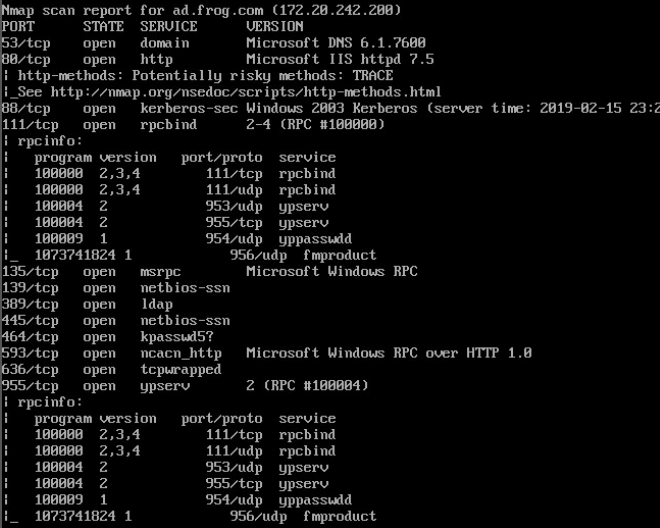 Nmap scan report for ad.frog.com (172.20.242.200)
PORT     STATE SERVICE      VERSION
53/tcp   open  domain       Microsoft DNS 6.1.7600
80/tcp   open  http         Microsoft IIS httpd 7.5
| http-methods: Potentially risky methods: TRACE
|_See http://nmap.org/nsedoc/scripts/http-methods.html
88/tcp   open  kerberos-sec Windows 2003 Kerberos (server time: 2019-02-15 23:2
111/tcp  open  rpcbind      2-4 (RPC #100000)
| rpcinfo:
|   program version   port/proto  service
|   100000  2,3,4        111/tcp  rpcbind
|   100000  2,3,4        111/udp  rpcbind
|   100004  2            953/udp  ypserv
|   100004  2            955/tcp  ypserv
|   100009  1            954/udp  yppasswdd
|_  1073741824 1            956/udp  fmproduct
135/tcp  open  msrpc        Microsoft Windows RPC
139/tcp  open  netbios-ssn
389/tcp  open  ldap
445/tcp  open  netbios-ssn
464/tcp  open  kpasswd5?
593/tcp  open  ncacn_http   Microsoft Windows RPC over HTTP 1.0
636/tcp  open  tcpwrapped
955/tcp  open  ypserv       2 (RPC #100004)
| rpcinfo:
|   program version   port/proto  service
|   100000  2,3,4        111/tcp  rpcbind
|   100000  2,3,4        111/udp  rpcbind
|   100004  2            953/udp  ypserv
|   100004  2            955/tcp  ypserv
|   100009  1            954/udp  yppasswdd
|_  1073741824 1            956/udp  fmproduct